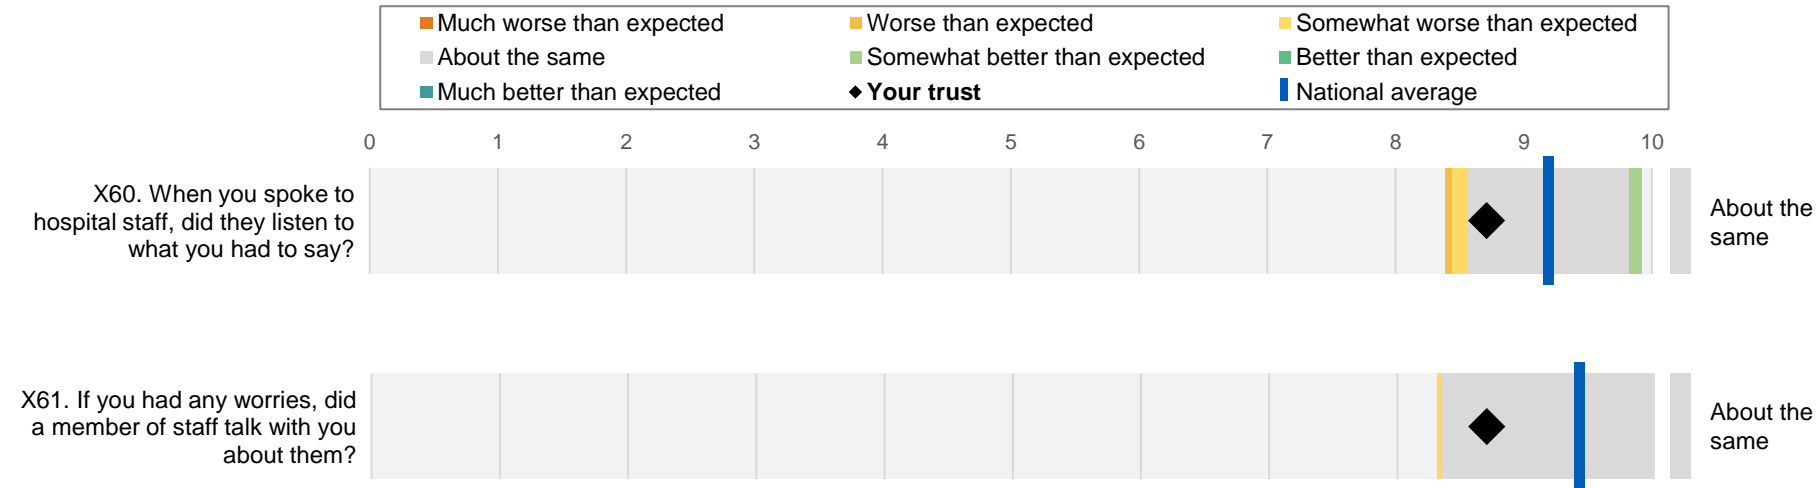 Much worse than expected
Worse than expected
Somewhat worse than expected
About the same
Somewhat better than expected
Better than expected
Much better than expected
Your trust
National average
0 1 2 3 4 5 6 7 8 9 10
X60. When you spoke to
hospital staff, did they listen to
what you had to say?
About the
same
X61. If you had any worries, did
a member of staff talk with you
about them?
About the
same